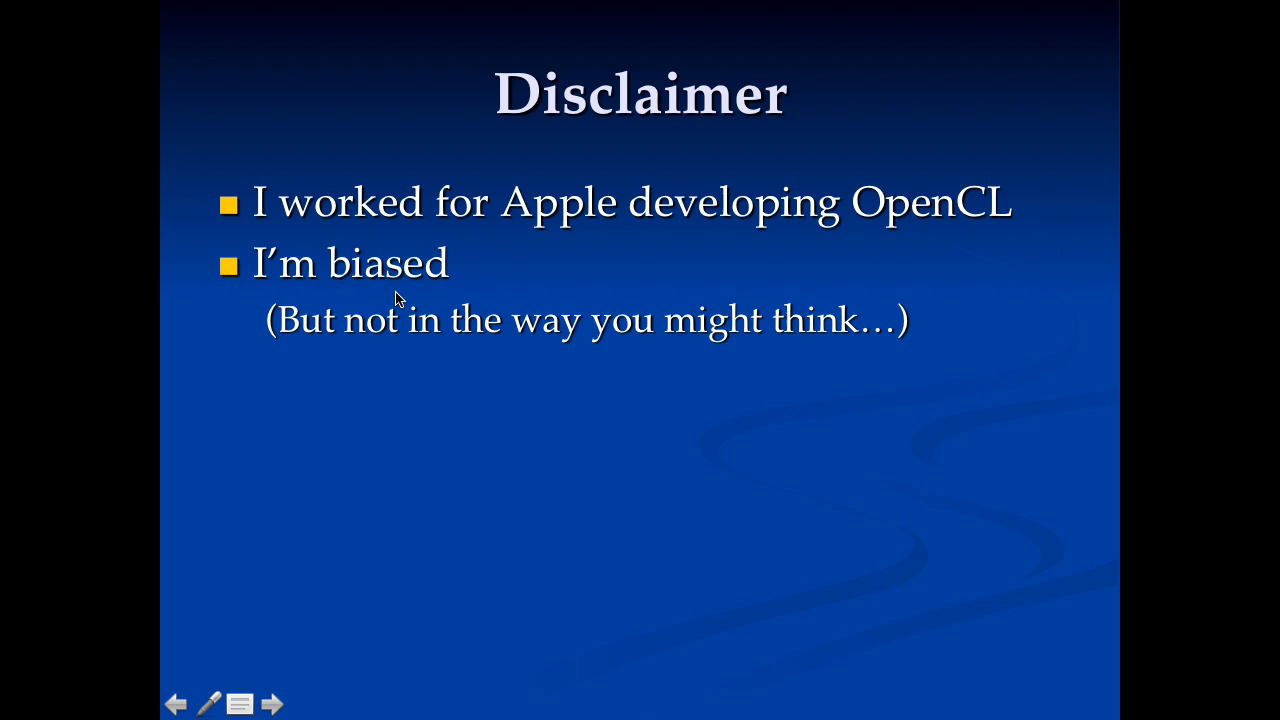 Disclaimer
I worked for Apple developing OpenCL
I’m biased
(But not in the way you might think…)